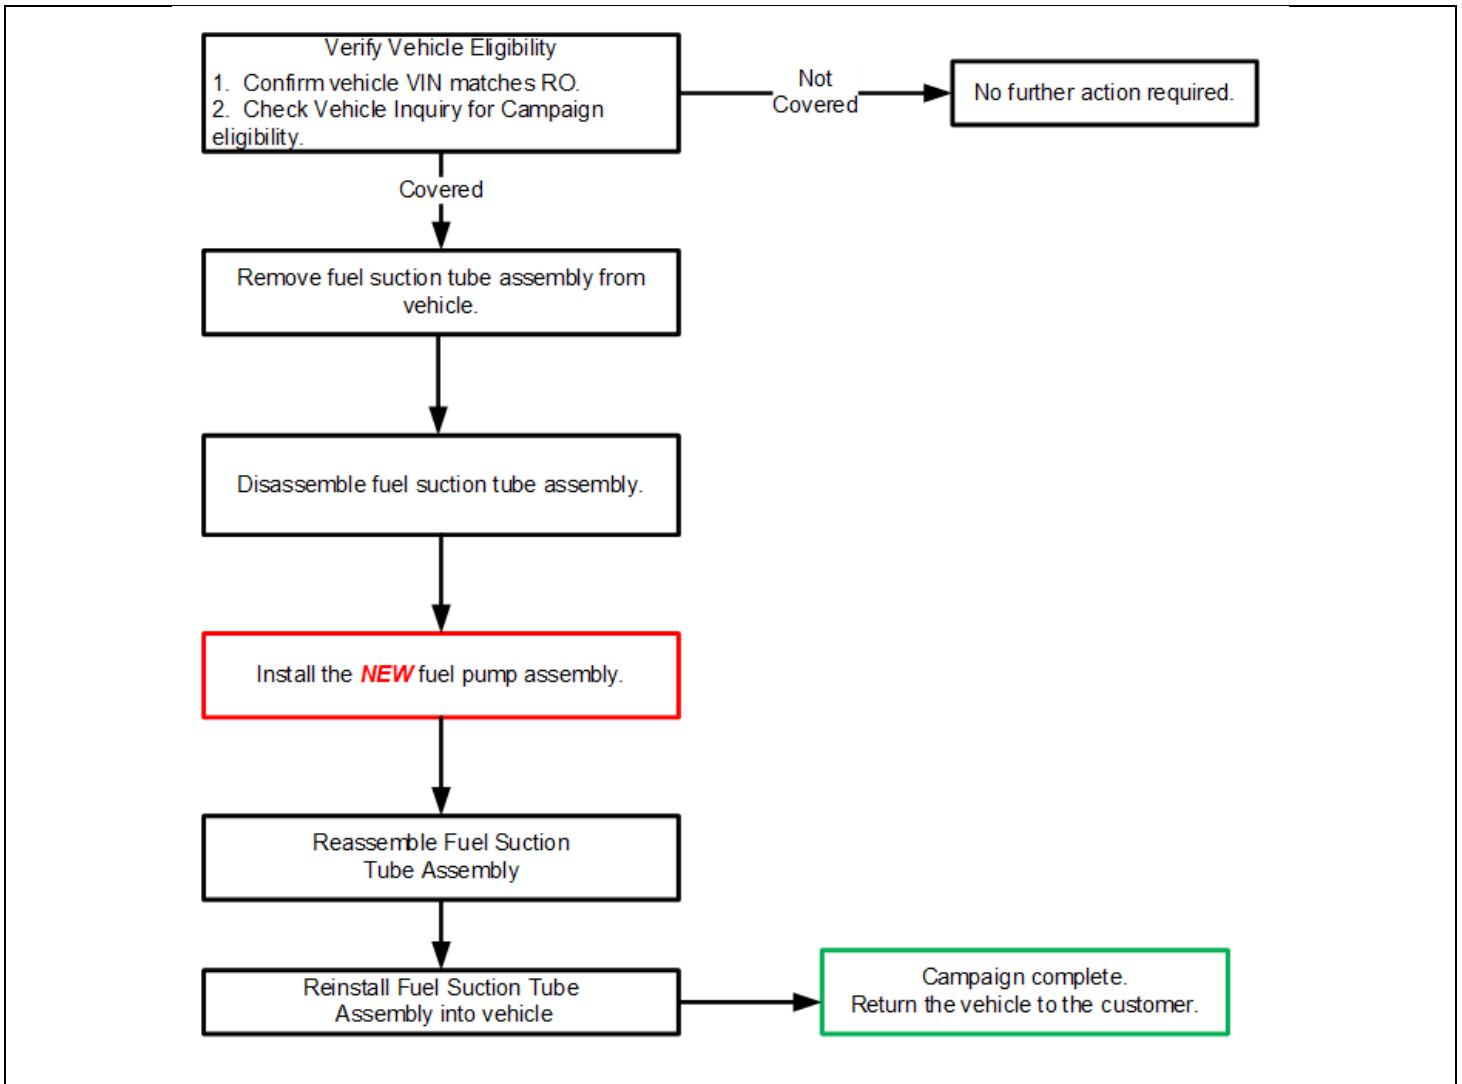 Verify Vehicle Eligibility
1. Confirm vehicle VIN matches RO.
2. Check Vehicle Inquiry for Campaign
eligibility.
Not
Covered
No further action required.
Covered
Remove fuel suction tube assembly from
vehicle.
Disassemble fuel suction tube assembly.
Install the NEW fuel pump assembly.
Reassemble Fuel Suction
Tube Assembly
Reinstall Fuel Suction Tube
Assembly into vehicle
Campaign complete.
Return the vehicle to the customer.